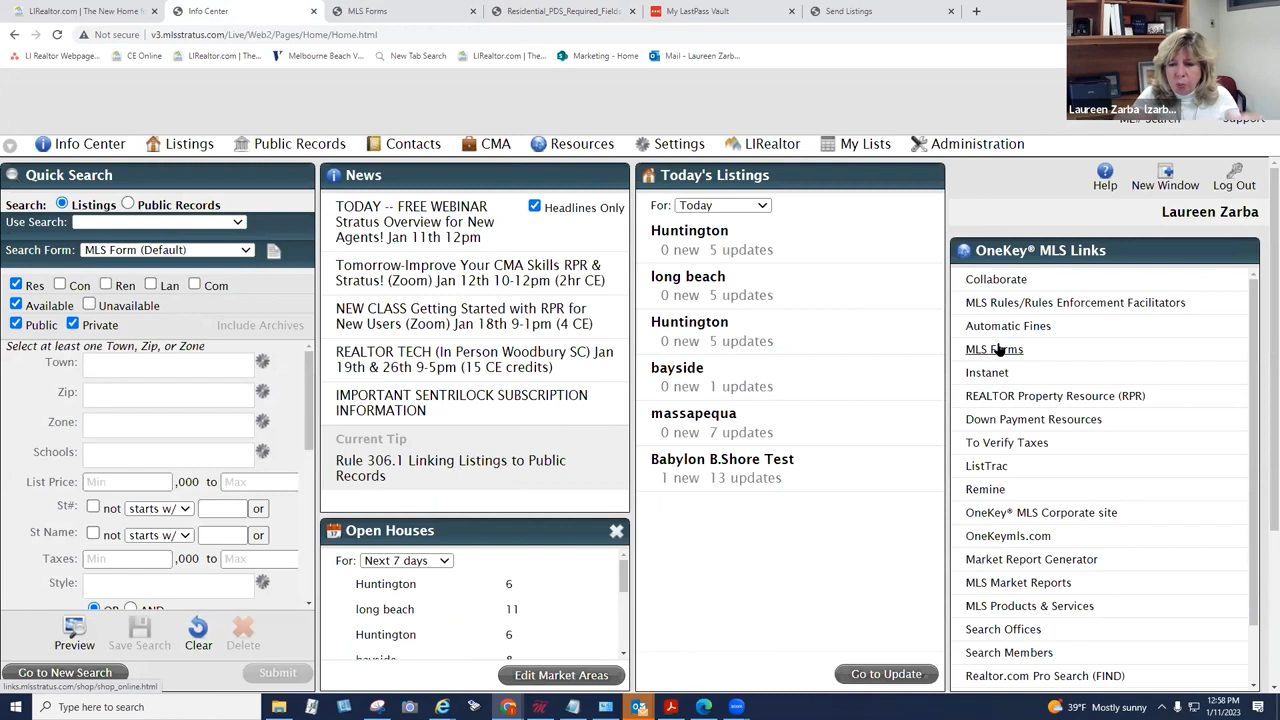 LIRealtor.com | The New Home f
Info Center
MLS Forms
Residential_PDS_Required_Fields
My LastPass Vault
Send Listings
Not secure
v3.mlsstratus.com/Live/Web2/Pages/Home/Home.html
LI Realtor Webpage...
CE Online
LIRealtor.com | The...
Melbourne Beach V...
New Tab Search
LIRealtor.com | The...
Marketing - Home
Mail - Laureen Zarb...
Laureen Zarba lzarb...
Search
Support
Info Center
Listings
Public Records
Contacts
CMA
Resources
Settings
LIRealtor
My Lists
Administration
Quick Search
Search: Listings Public Records
Use Search:
Search Form: MLS Form (Default)
Res Con Ren Lan Com
Available Unavailable
Public Private Include Archives
Select at least one Town, Zip, or Zone
Town:
Zip:
Zone:
Schools:
List Price: Min ,000 to Max
St#: not starts w/ or
St Name: not starts w/ or
Taxes: Min ,000 to Max
Style:
OR AND
Preview
Save Search
Clear
Delete
Go to New Search
Submit
links.mlsstratus.com/shop/shop_online.html
News
Headlines Only
TODAY -- FREE WEBINAR
Stratus Overview for New
Agents! Jan 11th 12pm
Tomorrow-Improve Your CMA Skills RPR &
Stratus! (Zoom) Jan 12th 10-12pm (2hr CE)
NEW CLASS Getting Started with RPR for
New Users (Zoom) Jan 18th 9-1pm (4 CE)
REALTOR TECH (In Person Woodbury SC) Jan
19th & 26th 9-5pm (15 CE credits)
IMPORTANT SENTRILOCK SUBSCRIPTION
INFORMATION
Current Tip
Rule 306.1 Linking Listings to Public
Records
Open Houses
For: Next 7 days
Huntington 6
long beach 11
Huntington 6
bayside 8
Edit Market Areas
Today's Listings
For: Today
Huntington
0 new 5 updates
long beach
0 new 5 updates
Huntington
0 new 5 updates
bayside
0 new 1 updates
massapequa
0 new 7 updates
Babylon B.Shore Test
1 new 13 updates
Go to Update
Help
New Window
Log Out
Laureen Zarba
OneKey® MLS Links
Collaborate
MLS Rules/Rules Enforcement Facilitators
Automatic Fines
MLS Forms
Instanet
REALTOR Property Resource (RPR)
Down Payment Resources
To Verify Taxes
ListTrac
Remine
OneKey® MLS Corporate site
OneKeymls.com
Market Report Generator
MLS Market Reports
MLS Products & Services
Search Offices
Search Members
Realtor.com Pro Search (FIND)
Type here to search
39°F Mostly sunny
12:58 PM
1/11/2023